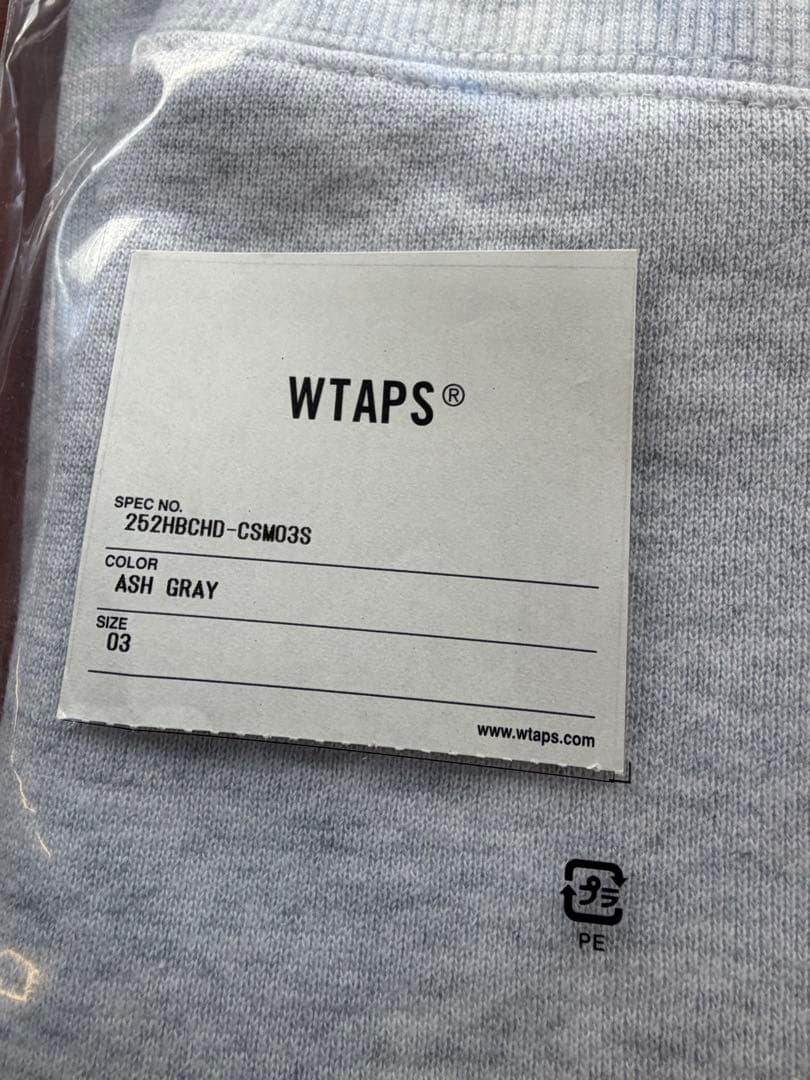 WTAPS®
SPEC NO.
252HBCHD-CSM03S
COLOR
ASH GRAY
SIZE
03
www.wtaps.com
プラ
PE